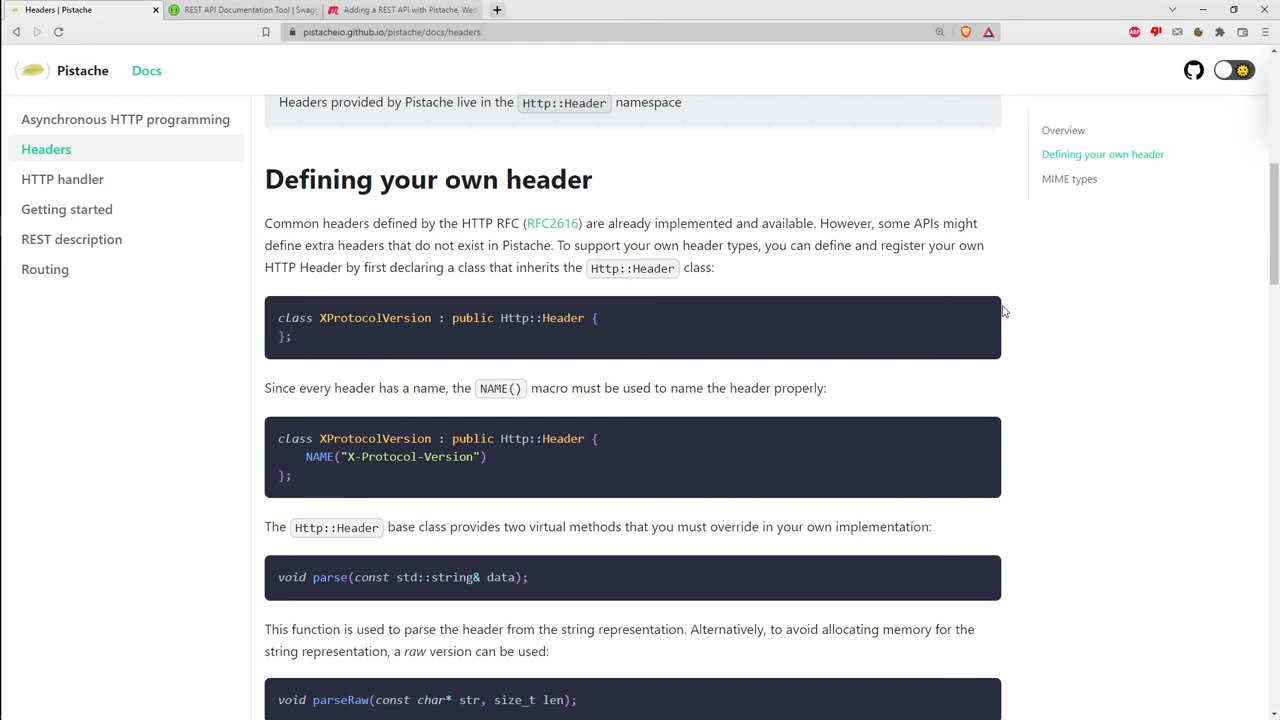 Headers | Pistache
REST API Documentation Tool | Swagg
Adding a REST API with Pistache, Wes
pistacheio.github.io/pistache/docs/headers
Pistache
Docs
Asynchronous HTTP programming
Headers
HTTP handler
Getting started
REST description
Routing
Headers provided by Pistache live in the Http::Header namespace
Defining your own header
Common headers defined by the HTTP RFC (RFC2616) are already implemented and available. However, some APIs might
define extra headers that do not exist in Pistache. To support your own header types, you can define and register your own
HTTP Header by first declaring a class that inherits the Http::Header class:
class XProtocolVersion : public Http::Header {
};
Since every header has a name, the NAME() macro must be used to name the header properly:
class XProtocolVersion : public Http::Header {
NAME("X-Protocol-Version")
};
The Http::Header base class provides two virtual methods that you must override in your own implementation:
void parse(const std::string& data);
This function is used to parse the header from the string representation. Alternatively, to avoid allocating memory for the
string representation, a raw version can be used:
void parseRaw(const char* str, size_t len);
Overview
Defining your own header
MIME types